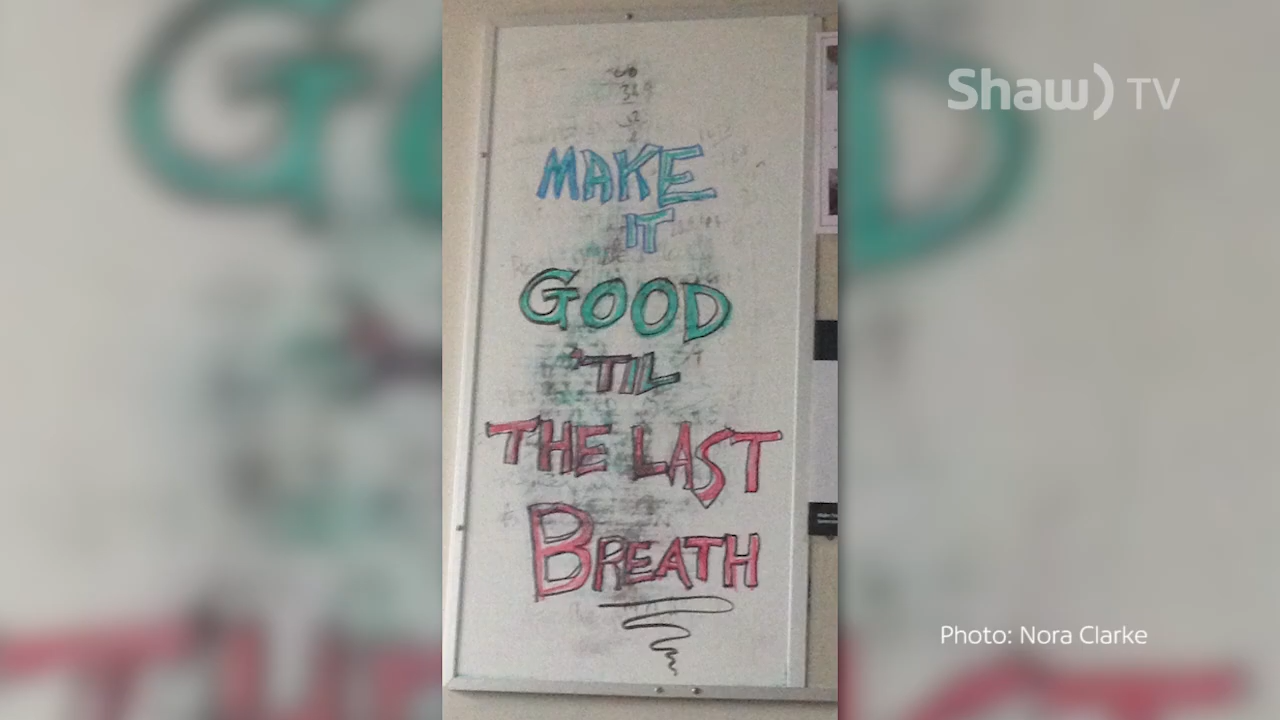 MAKE
IT
GOOD
'TIL
THE LAST
BREATH
Shaw) TV
Photo: Nora Clarke